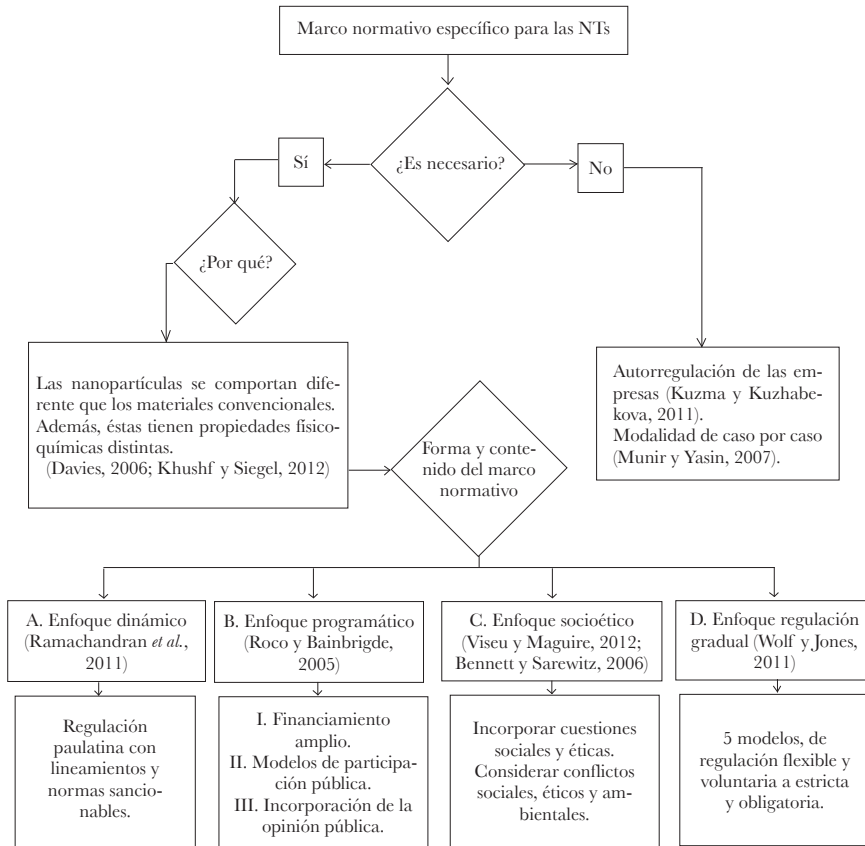 Marco normativo específico para las NTs
¿Es necesario?
Sí
No
¿Por qué?
Las nanopartículas se comportan dife-
rente que los materiales convencionales.
Además, éstas tienen propiedades físico-
químicas distintas.
(Davies, 2006; Khushf y Siegel, 2012)
Forma y con-
tenido del marco
normativo
Autorregulación de las em-
presas (Kuzma y Kuzhabe-
kova, 2011).
Modalidad de caso por caso
(Munir y Yasin, 2007).
A. Enfoque dinámico
(Ramachandran et al.,
2011)
B. Enfoque programático
(Roco y Bainbrigde,
2005)
C. Enfoque socioético
(Viseu y Maguire, 2012;
Bennett y Sarewitz, 2006)
D. Enfoque regulación
gradual (Wolf y Jones,
2011)
Regulación
paulatina con
lineamientos y
normas sancio-
nables.
I. Financiamiento
amplio.
II. Modelos de participa-
ción pública.
III. Incorporación de la
opinión pública.
Incorporar cuestiones
sociales y éticas.
Considerar conflictos
sociales, éticos y am-
bientales.
5 modelos, de
regulación flexible y
voluntaria a estricta
y obligatoria.